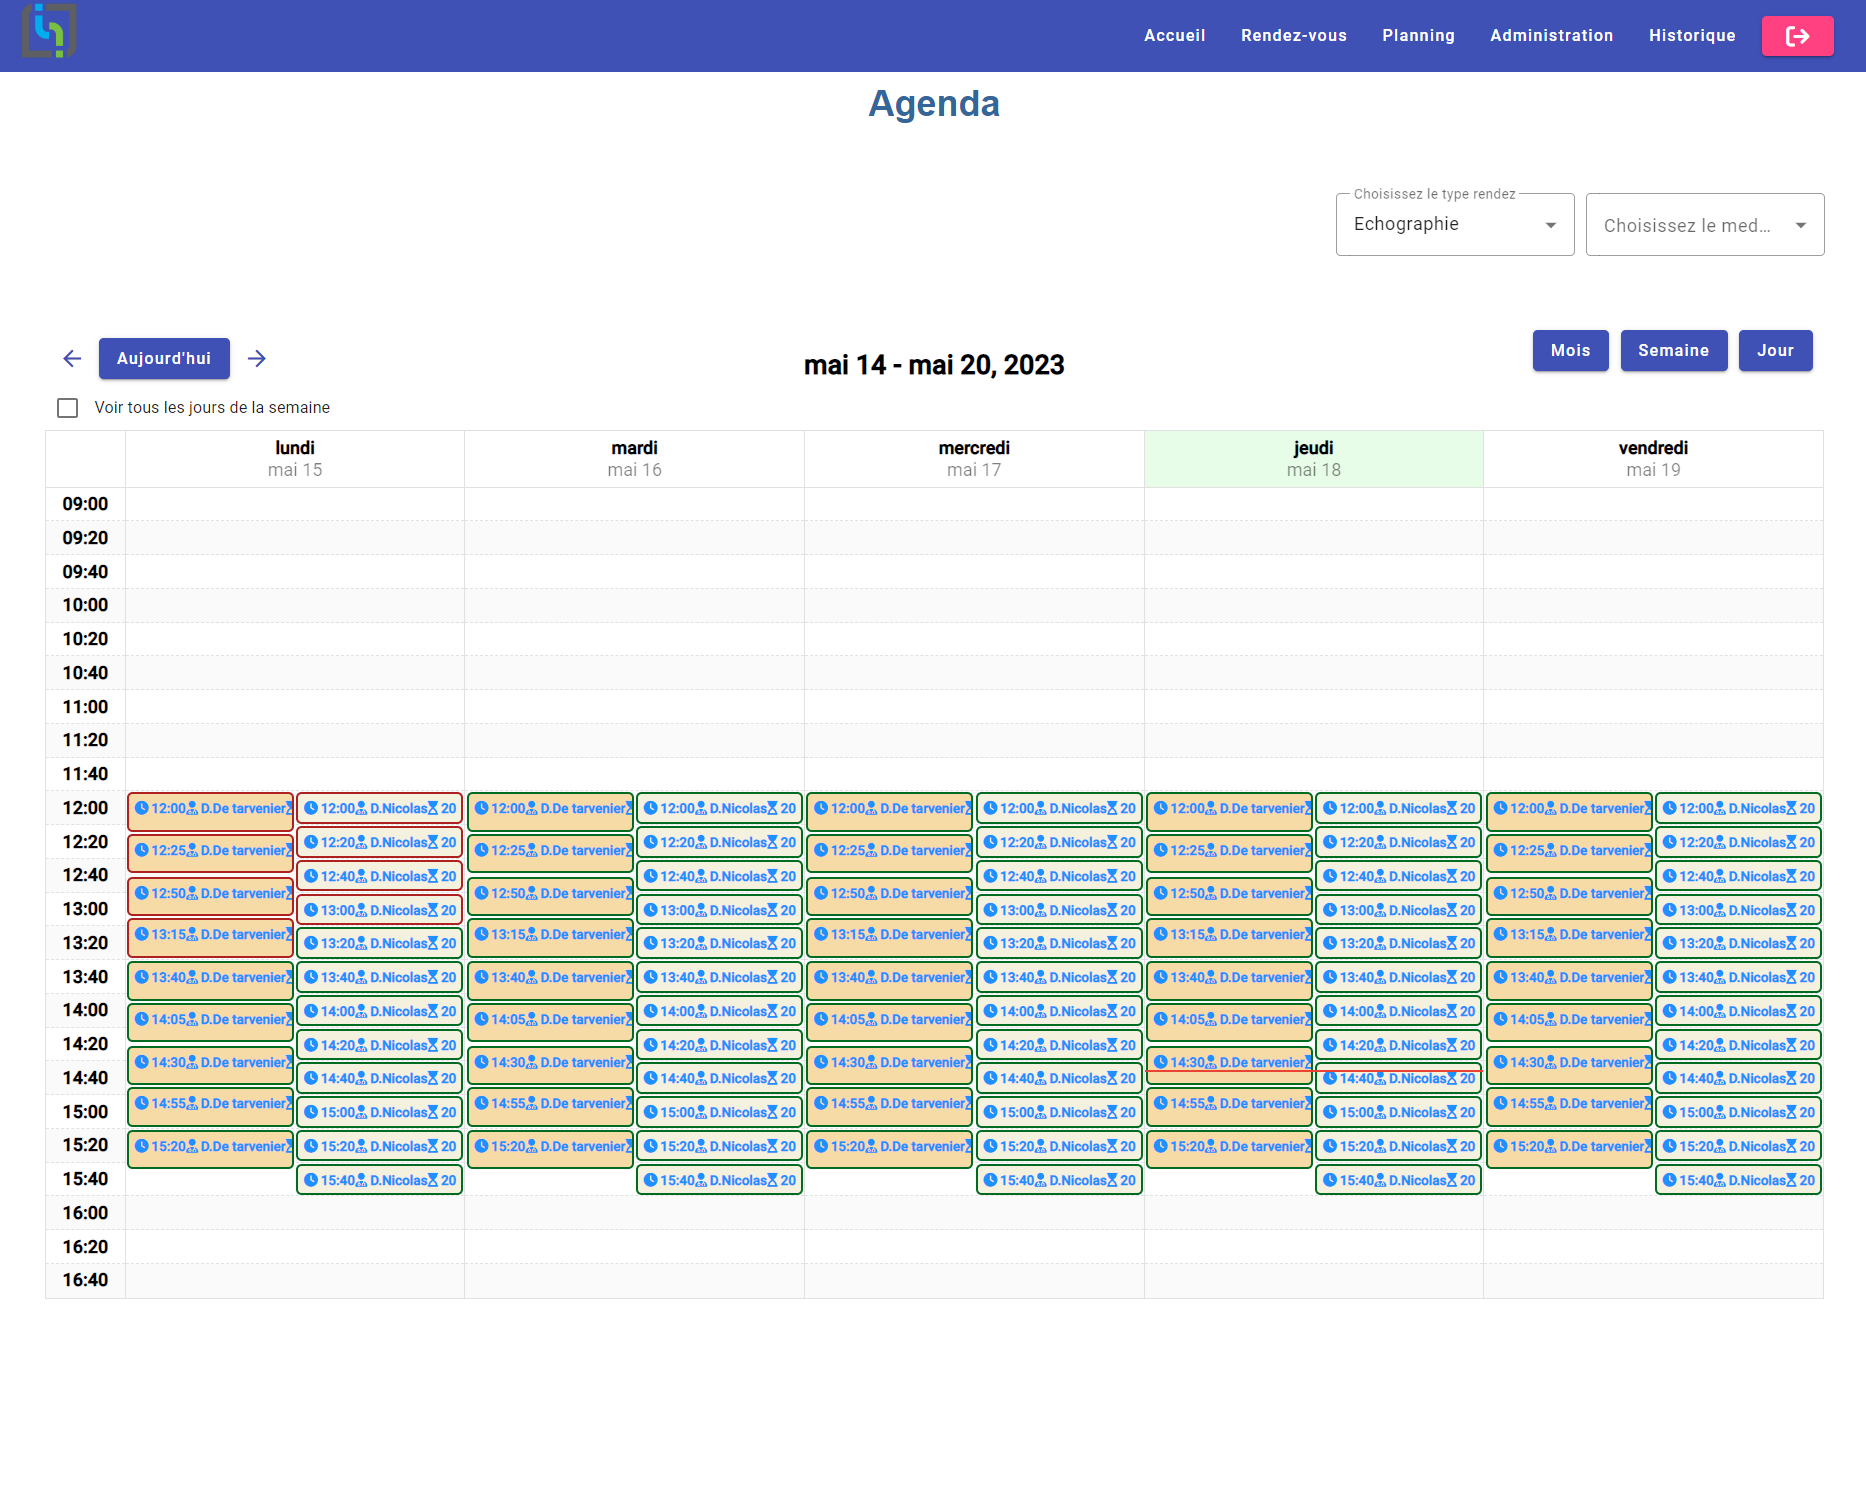 Accueil Rendez-vous Planning Administration Historique
Agenda
Choisissez le type rendez
Echographie Choisissez le med...
Aujourd'hui mai 14 - mai 20, 2023 Mois Semaine Jour
Voir tous les jours de la semaine
lundi mardi mercredi jeudi vendredi
mai 15 mai 16 mai 17 mai 18 mai 19
09:00
09:20
09:40
10:00
10:20
10:40
11:00
11:20
11:40
12:00 12:00 D.De tarvenier 12:00 D.Nicolas 20 12:00 D.De tarvenier 12:00 D.Nicolas 20 12:00 D.De tarvenier 12:00 D.Nicolas 20 12:00 D.De tarvenier 12:00 D.Nicolas 20 12:00 D.De tarvenier 12:00 D.Nicolas 20
12:20 12:20 D.Nicolas 20 12:20 D.Nicolas 20 12:20 D.Nicolas 20 12:20 D.Nicolas 20 12:20 D.Nicolas 20
12:25 D.De tarvenier 12:25 D.De tarvenier 12:25 D.De tarvenier 12:25 D.De tarvenier 12:25 D.De tarvenier
12:40 12:40 D.Nicolas 20 12:40 D.Nicolas 20 12:40 D.Nicolas 20 12:40 D.Nicolas 20 12:40 D.Nicolas 20
12:50 D.De tarvenier 12:50 D.De tarvenier 12:50 D.De tarvenier 12:50 D.De tarvenier 12:50 D.De tarvenier
13:00 13:00 D.Nicolas 20 13:00 D.Nicolas 20 13:00 D.Nicolas 20 13:00 D.Nicolas 20 13:00 D.Nicolas 20
13:15 D.De tarvenier 13:15 D.De tarvenier 13:15 D.De tarvenier 13:15 D.De tarvenier 13:15 D.De tarvenier
13:20 13:20 D.Nicolas 20 13:20 D.Nicolas 20 13:20 D.Nicolas 20 13:20 D.Nicolas 20 13:20 D.Nicolas 20
13:40 13:40 D.De tarvenier 13:40 D.Nicolas 20 13:40 D.De tarvenier 13:40 D.Nicolas 20 13:40 D.De tarvenier 13:40 D.Nicolas 20 13:40 D.De tarvenier 13:40 D.Nicolas 20 13:40 D.De tarvenier 13:40 D.Nicolas 20
14:00 14:00 D.Nicolas 20 14:00 D.Nicolas 20 14:00 D.Nicolas 20 14:00 D.Nicolas 20 14:00 D.Nicolas 20
14:05 D.De tarvenier 14:05 D.De tarvenier 14:05 D.De tarvenier 14:05 D.De tarvenier 14:05 D.De tarvenier
14:20 14:20 D.Nicolas 20 14:20 D.Nicolas 20 14:20 D.Nicolas 20 14:20 D.Nicolas 20 14:20 D.Nicolas 20
14:30 D.De tarvenier 14:30 D.De tarvenier 14:30 D.De tarvenier 14:30 D.De tarvenier 14:30 D.De tarvenier
14:40 14:40 D.Nicolas 20 14:40 D.Nicolas 20 14:40 D.Nicolas 20 14:40 D.Nicolas 20 14:40 D.Nicolas 20
14:55 D.De tarvenier 14:55 D.De tarvenier 14:55 D.De tarvenier 14:55 D.De tarvenier 14:55 D.De tarvenier
15:00 15:00 D.Nicolas 20 15:00 D.Nicolas 20 15:00 D.Nicolas 20 15:00 D.Nicolas 20 15:00 D.Nicolas 20
15:20 15:20 D.De tarvenier 15:20 D.Nicolas 20 15:20 D.De tarvenier 15:20 D.Nicolas 20 15:20 D.De tarvenier 15:20 D.Nicolas 20 15:20 D.De tarvenier 15:20 D.Nicolas 20 15:20 D.De tarvenier 15:20 D.Nicolas 20
15:40 15:40 D.Nicolas 20 15:40 D.Nicolas 20 15:40 D.Nicolas 20 15:40 D.Nicolas 20 15:40 D.Nicolas 20
16:00
16:20
16:40